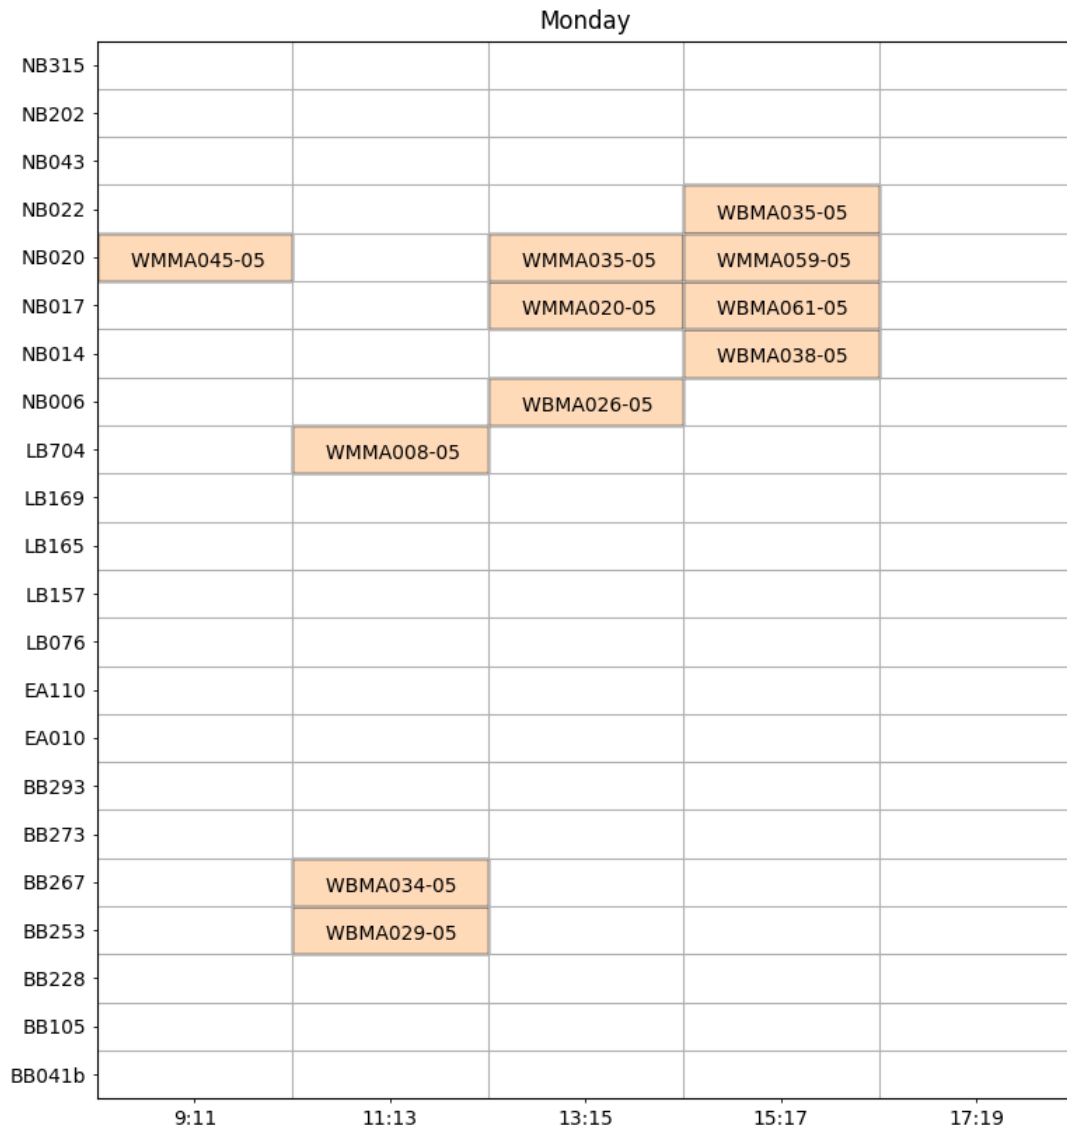 Monday
NB315
NB202
NB043
NB022 WBMA035-05
NB020 WMMA045-05 WMMA035-05 WMMA059-05
NB017 WMMA020-05 WBMA061-05
NB014 WBMA038-05
NB006 WBMA026-05
LB704 WMMA008-05
LB169
LB165
LB157
LB076
EA110
EA010
BB293
BB273
BB267 WBMA034-05
BB253 WBMA029-05
BB228
BB105
BB041b
9:11 11:13 13:15 15:17 17:19